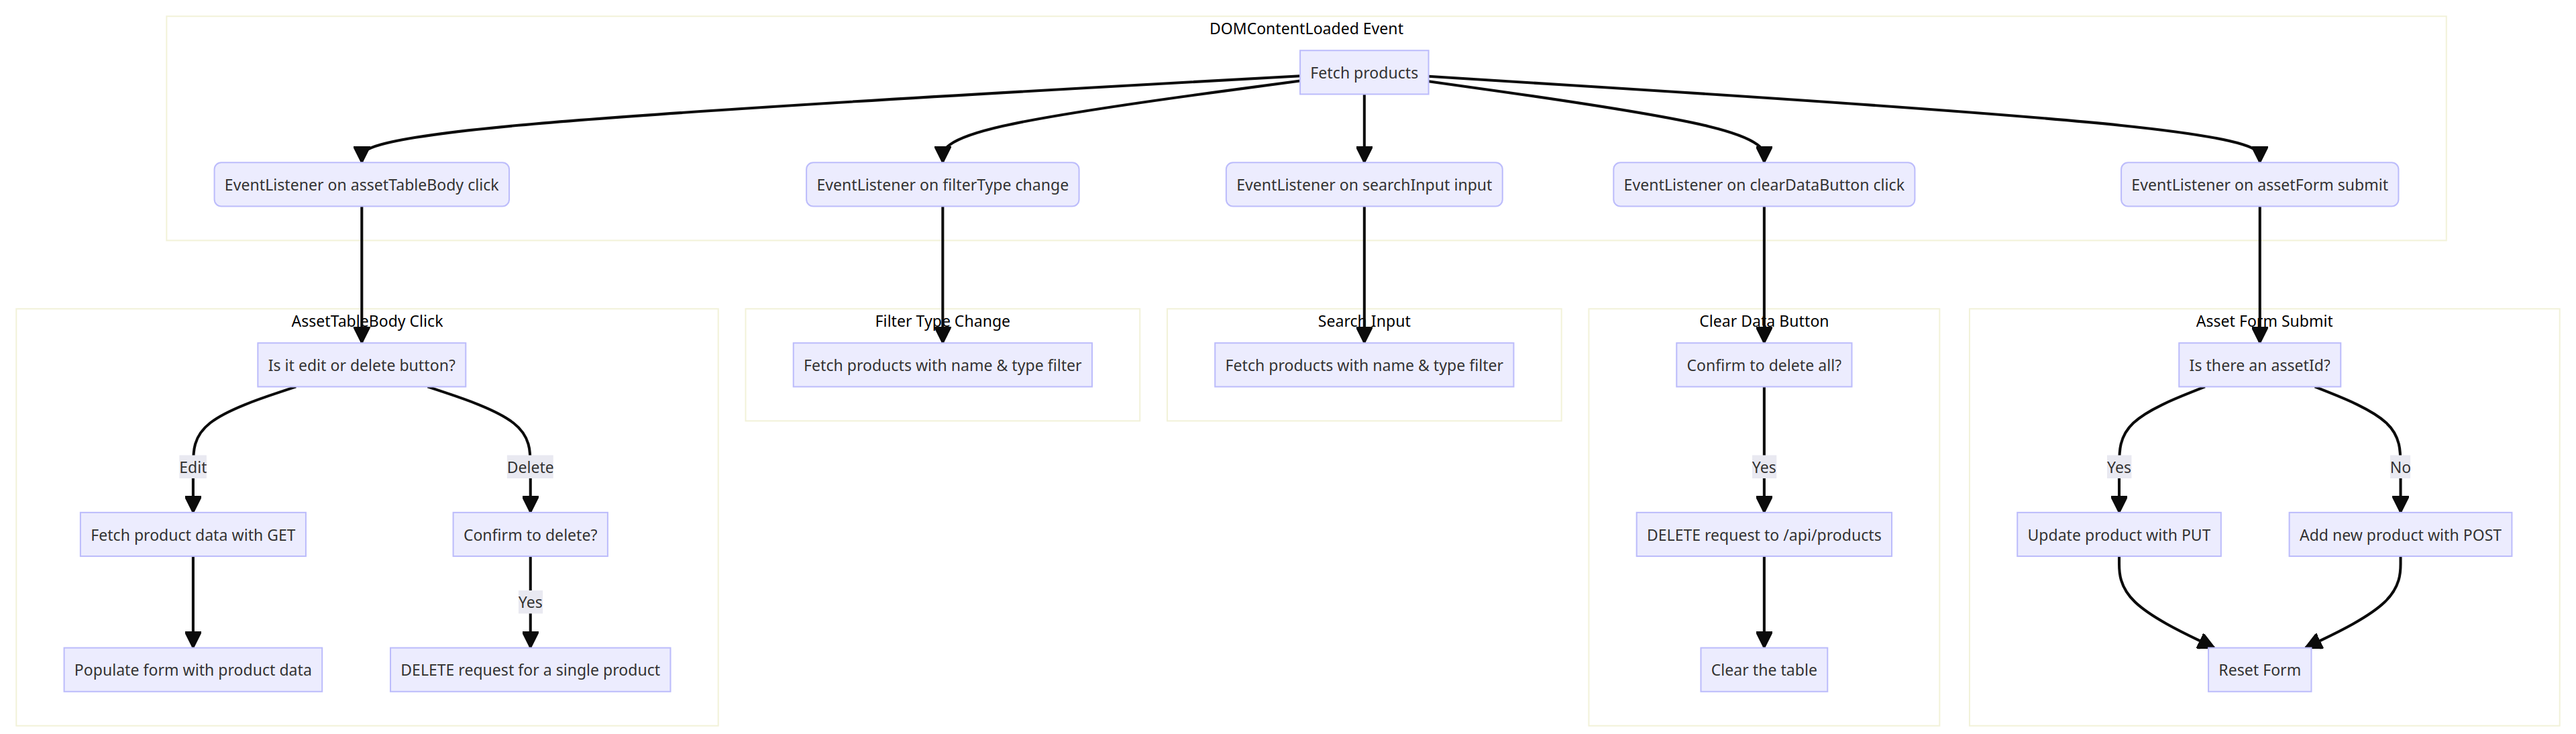 DOMContentLoaded Event
Fetch products
EventListener on assetTableBody click
EventListener on filterType change
EventListener on searchInput input
EventListener on clearDataButton click
EventListener on assetForm submit
AssetTableBody Click
Is it edit or delete button?
Edit
Delete
Fetch product data with GET
Confirm to delete?
Yes
Populate form with product data
DELETE request for a single product
Filter Type Change
Fetch products with name & type filter
Search Input
Fetch products with name & type filter
Clear Data Button
Confirm to delete all?
Yes
DELETE request to /api/products
Clear the table
Asset Form Submit
Is there an assetId?
Yes
No
Update product with PUT
Add new product with POST
Reset Form